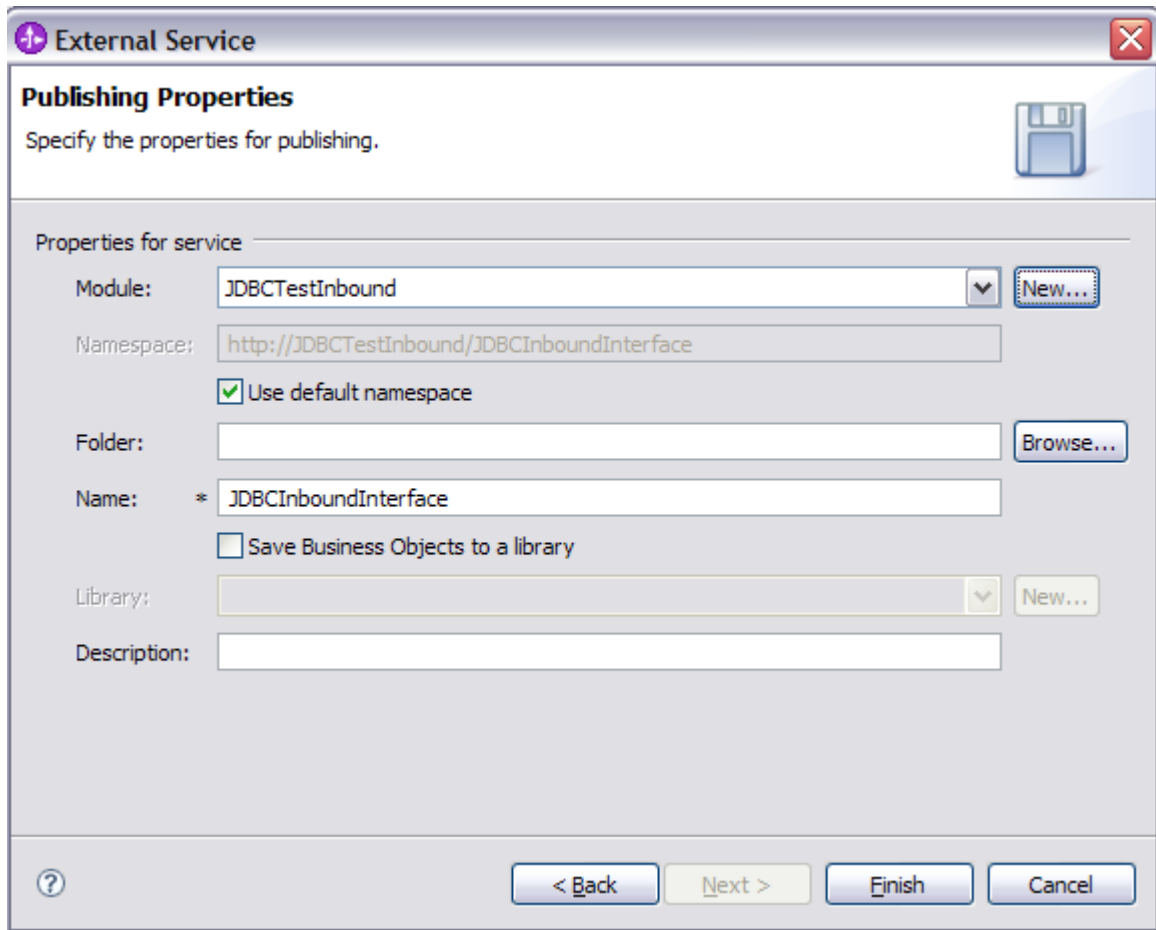 External Service
Publishing Properties
Specify the properties for publishing.
Properties for service
Module: JDBCTestInbound New...
Namespace: http://JDBCTestInbound/JDBCInboundInterface
Use default namespace
Folder: Browse...
Name: * JDBCInboundInterface
Save Business Objects to a library
Library: New...
Description:
? < Back Next > Finish Cancel